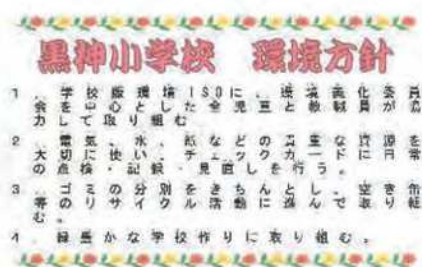 黒神小学校 環境方針
1 . 学校版環境ISOに、環境美化委員
会を中心とした全児童と教職員が協
力して取り組む
2 . 電気、水、紙などの貴重な資源を
大切に使い、チェックカードに日常
の点検・記録・見直しを行う。
3 . ゴミの分別をきちんとし、空き缶
等のリサイクル活動に進んで取り組
む。
4 . 緑豊かな学校作りに取り組む。